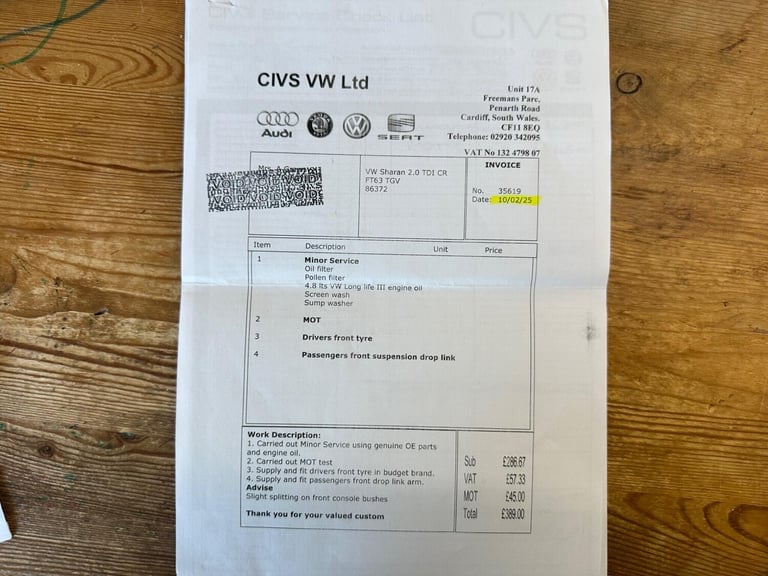 CIVS
CIVS VW Ltd
Unit 17A
Freemans Parc,
Penarth Road
Cardiff, South Wales.
CF11 8EQ
Telephone: 02920 342095
VAT No 132 4798 07
Audi
SEAT
Mrs
VOID VOID VOID
VW Sharan 2.0 TDI CR
FT63 TGV
86372
INVOICE
No. 35619
Date: 10/02/25
Item Description Unit Price
1 Minor Service
Oil filter
Pollen filter
4.8 lts VW Long life III engine oil
Screen wash
Sump washer
2 MOT
3 Drivers front tyre
4 Passengers front suspension drop link
Work Description:
1. Carried out Minor Service using genuine OE parts
and engine oil.
2. Carried out MOT test
3. Supply and fit drivers front tyre in budget brand.
4. Supply and fit passengers front drop link arm.
Advise
Slight splitting on front console bushes
Thank you for your valued custom
Sub £286.67
VAT £57.33
MOT £45.00
Total £389.00